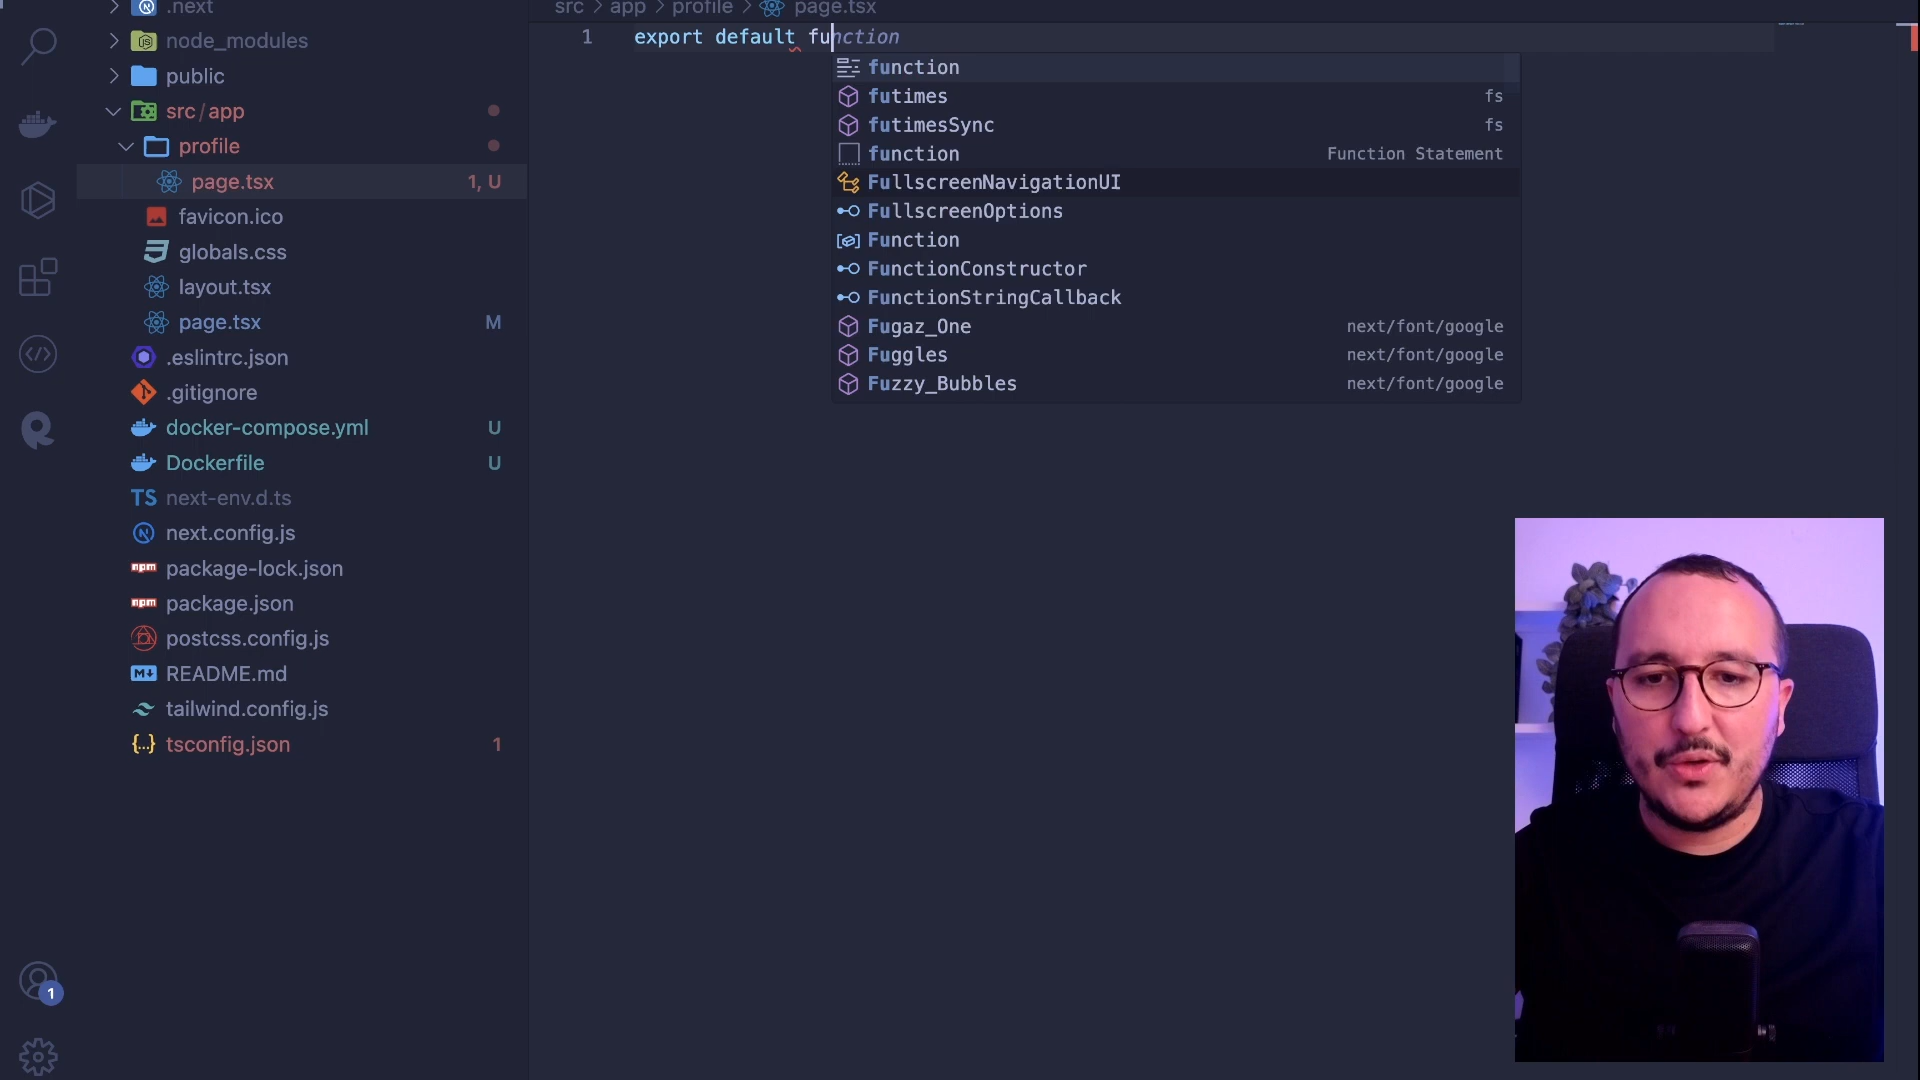 .next
node_modules
public
src/app
profile
page.tsx 1, U
favicon.ico
globals.css
layout.tsx
page.tsx M
.eslintrc.json
.gitignore
docker-compose.yml U
Dockerfile U
TS next-env.d.ts
next.config.js
npm package-lock.json
npm package.json
postcss.config.js
README.md
tailwind.config.js
{...} tsconfig.json 1
1
src > app > profile > page.tsx
1 export default function
function
futimes fs
futimesSync fs
function Function Statement
FullscreenNavigationUI
FullscreenOptions
Function
FunctionConstructor
FunctionStringCallback
Fugaz_One next/font/google
Fuggles next/font/google
Fuzzy_Bubbles next/font/google